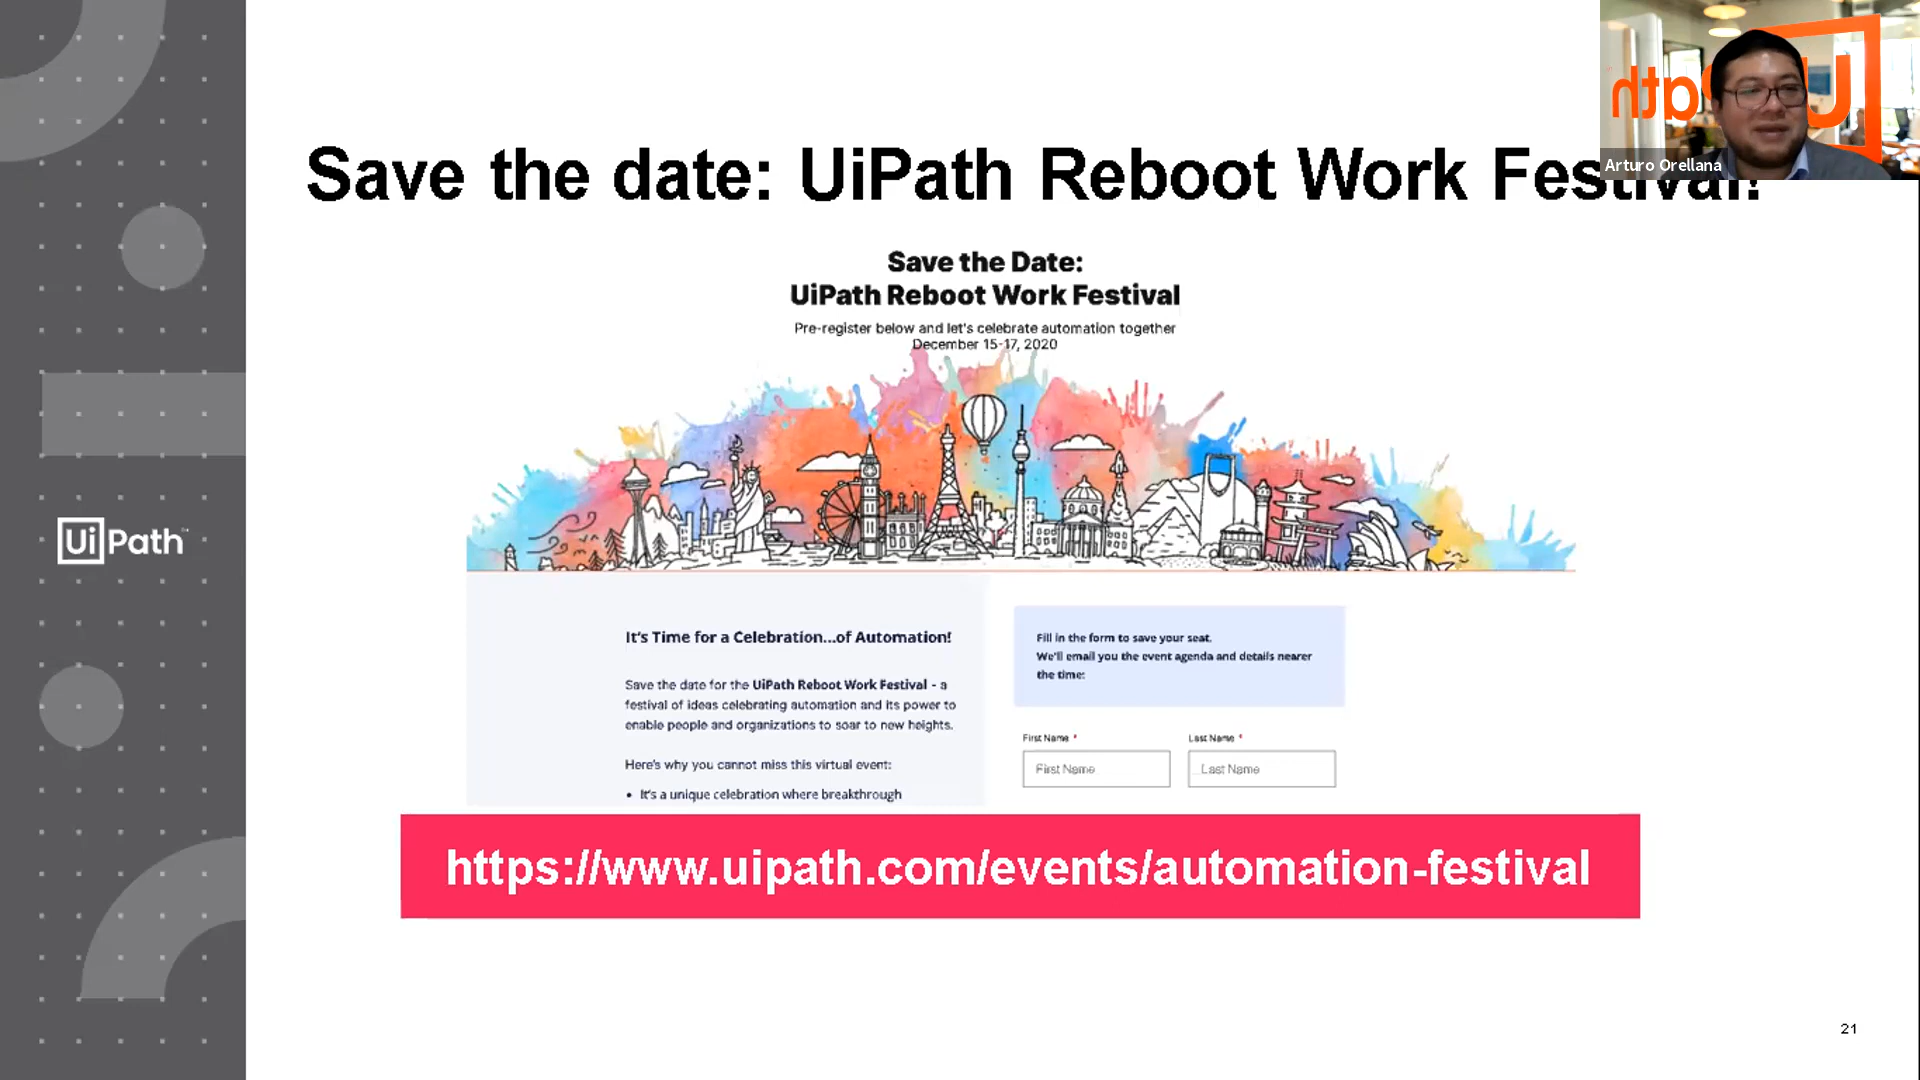 UiPath
Arturo Orellana
Save the date: UiPath Reboot Work Festival!
Save the Date:
UiPath Reboot Work Festival
Pre-register below and let's celebrate automation together
December 15-17, 2020
UiPath
It's Time for a Celebration...of Automation!
Save the date for the UiPath Reboot Work Festival - a
festival of ideas celebrating automation and its power to
enable people and organizations to soar to new heights.
Here's why you cannot miss this virtual event:
• It's a unique celebration where breakthrough
Fill in the form to save your seat.
We'll email you the event agenda and details nearer
the time:
First Name *
Last Name *
First Name
Last Name
https://www.uipath.com/events/automation-festival
21